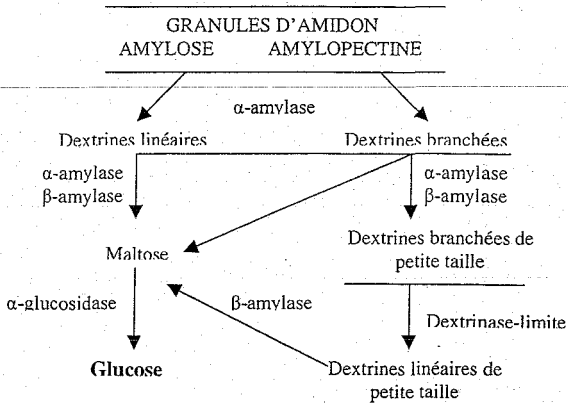 GRANULES D'AMIDON
AMYLOSE AMYLOPECTINE
α-amylase
Dextrines linéaires Dextrines branchées
α-amylase α-amylase
β-amylase β-amylase
Maltose Dextrines branchées de
petite taille
α-glucosidase β-amylase Dextrinase-limite
Glucose Dextrines linéaires de
petite taille